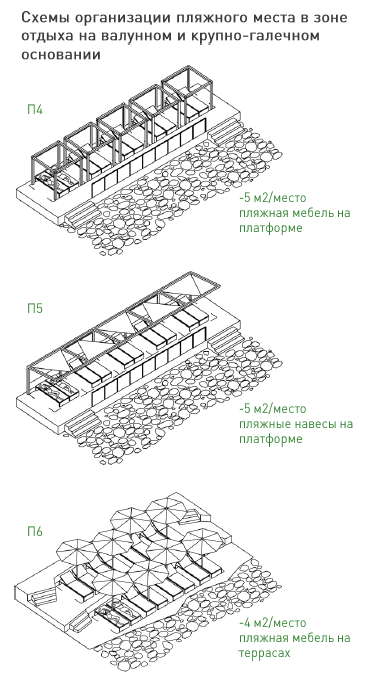 Схемы организации пляжного места в зоне
отдыха на валунном и крупно-галечном
основании
П4
-5 м2/место
пляжная мебель на
платформе
П5
-5 м2/место
пляжные навесы на
платформе
П6
-4 м2/место
пляжная мебель на
террасах